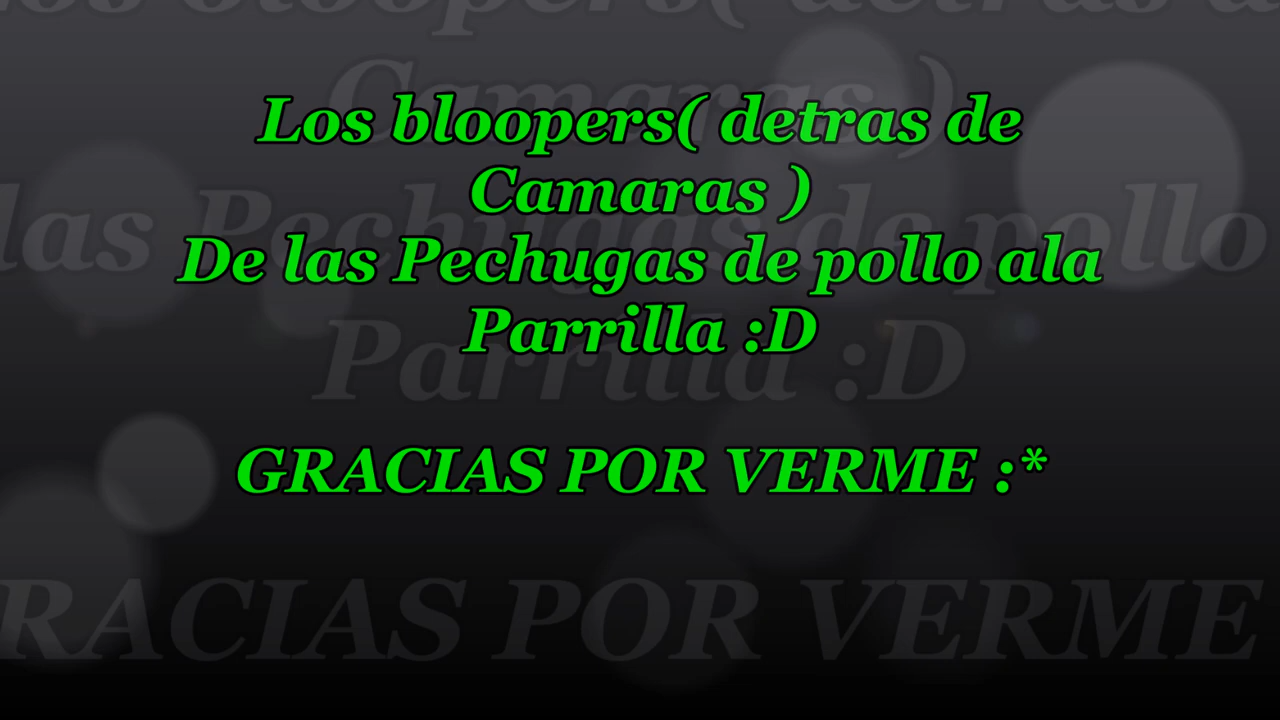 Los bloopers( detras de
Camaras )
De las Pechugas de pollo ala
Parrilla :D
GRACIAS POR VERME :*